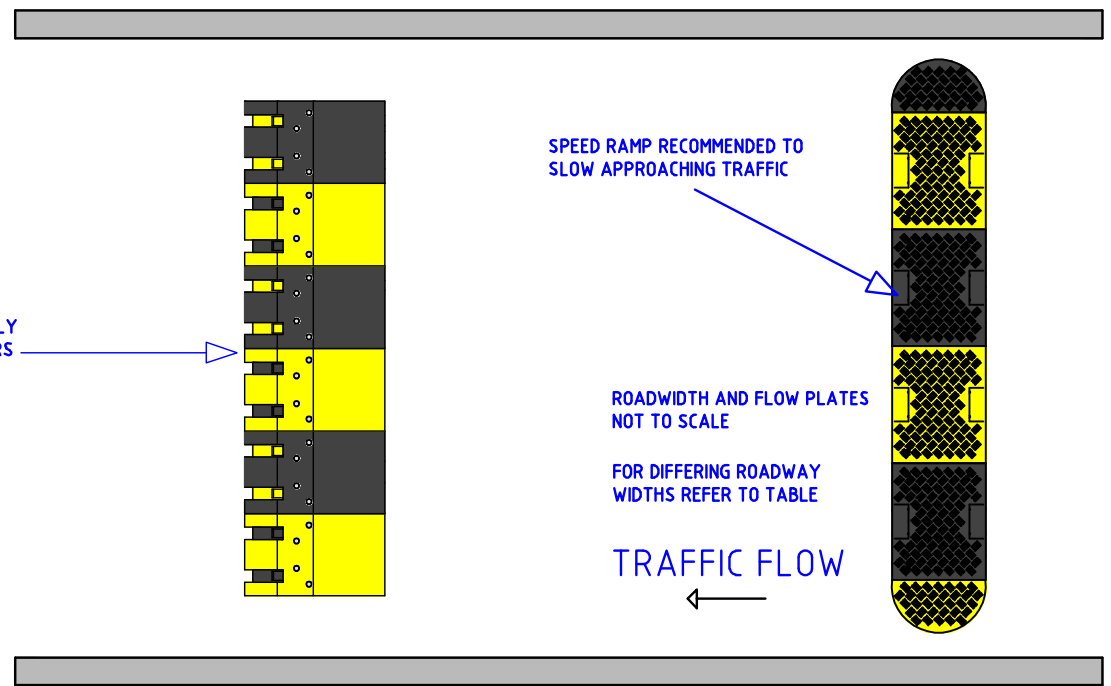 SPEED RAMP RECOMMENDED TO
SLOW APPROACHING TRAFFIC
ROADWIDTH AND FLOW PLATES
NOT TO SCALE
FOR DIFFERING ROADWAY
WIDTHS REFER TO TABLE
TRAFFIC FLOW